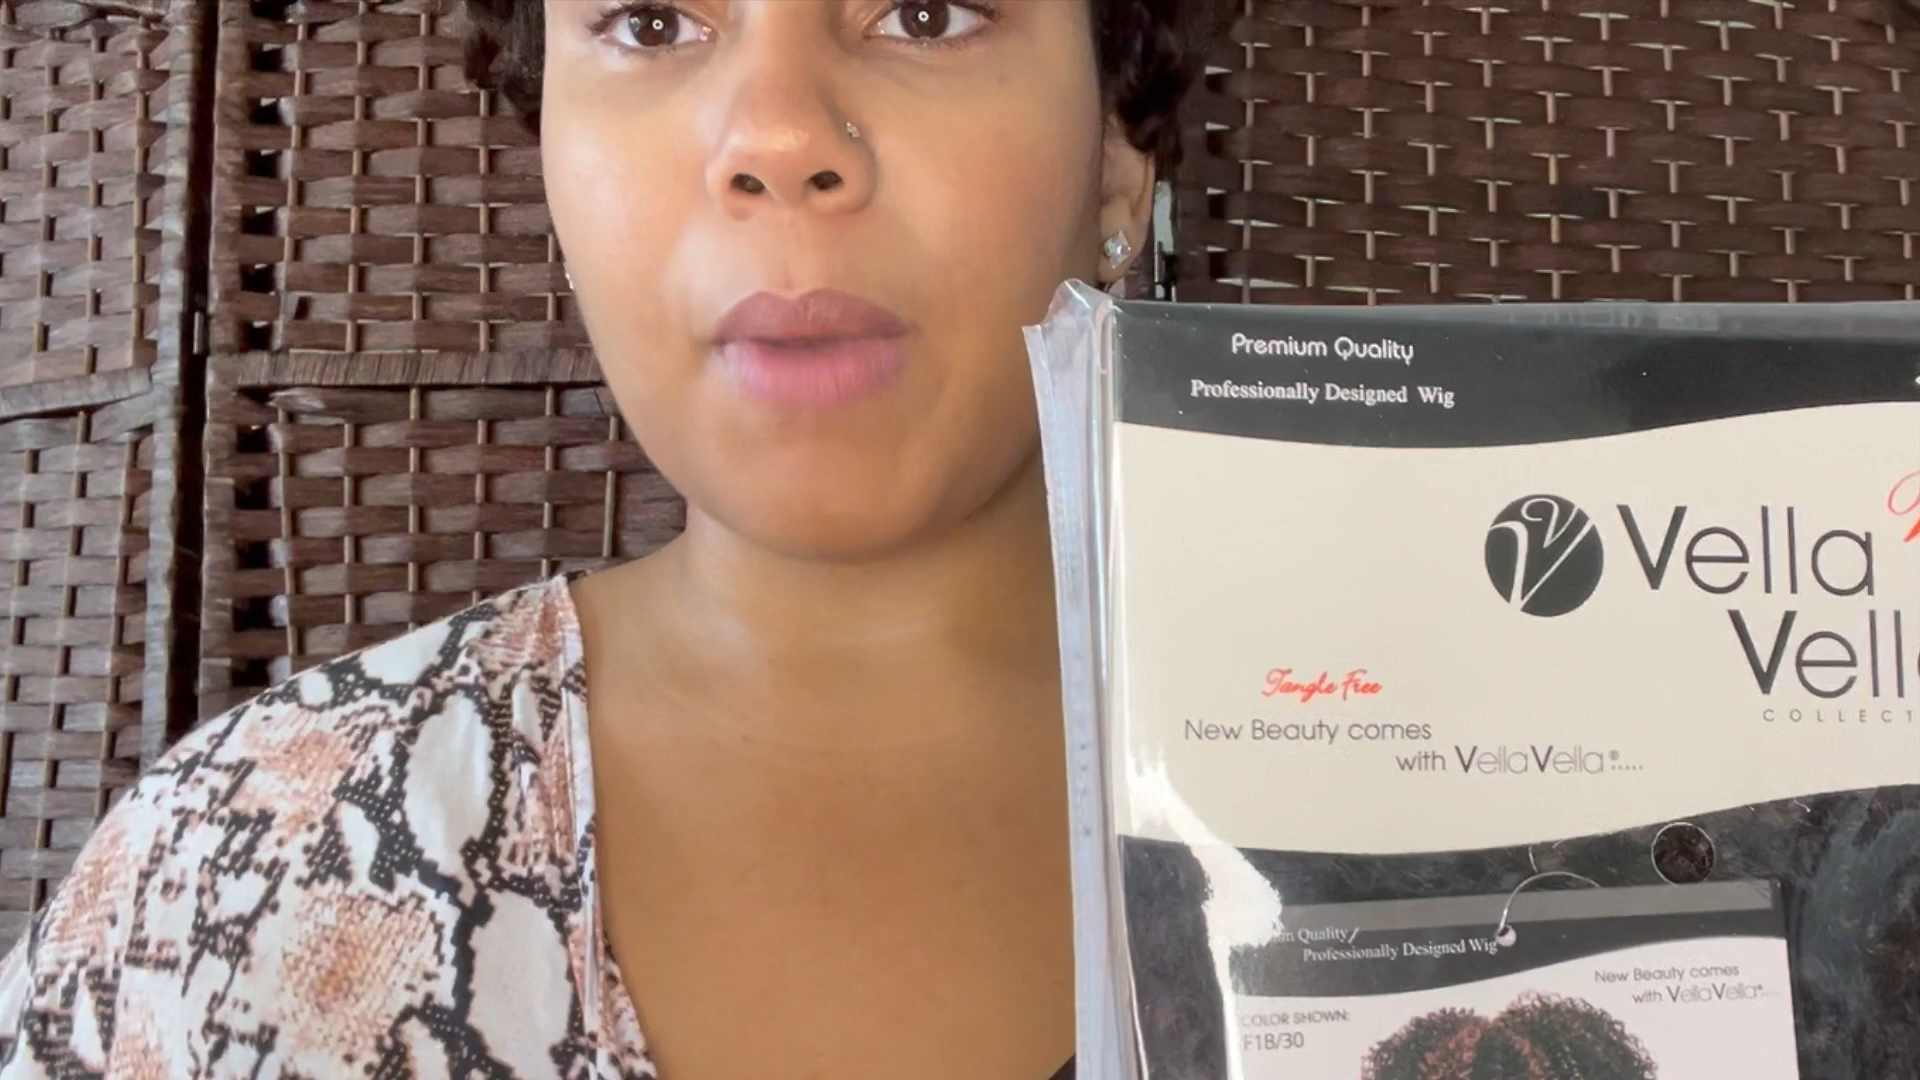 Premium Quality
Professionally Designed Wig
Vella
Tangle Free
New Beauty comes
with VellaVella®.....
Quality/
Professionally Designed Wig
New Beauty comes
with VellaVella®
COLOR SHOWN:
F1B/30